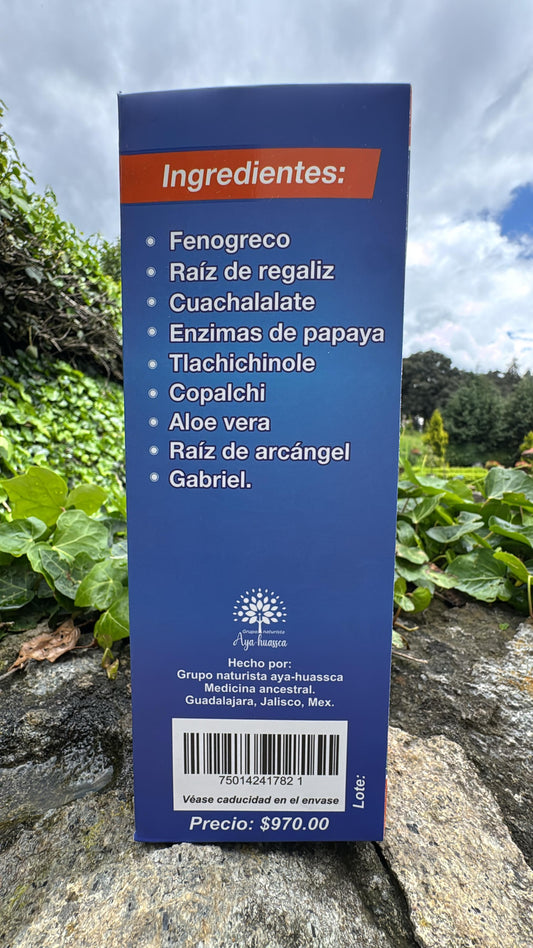 Ingredientes:
Fenogreco
Raíz de regaliz
Cuachalalate
Enzimas de papaya
Tlachichinole
Copalchi
Aloe vera
Raíz de arcángel
Gabriel.
Grupo naturista
Aya-huassca
Hecho por:
Grupo naturista aya-huassca
Medicina ancestral.
Guadalajara, Jalisco, Mex.
75014241782 1
Véase caducidad en el envase
Lote:
Precio: $970.00